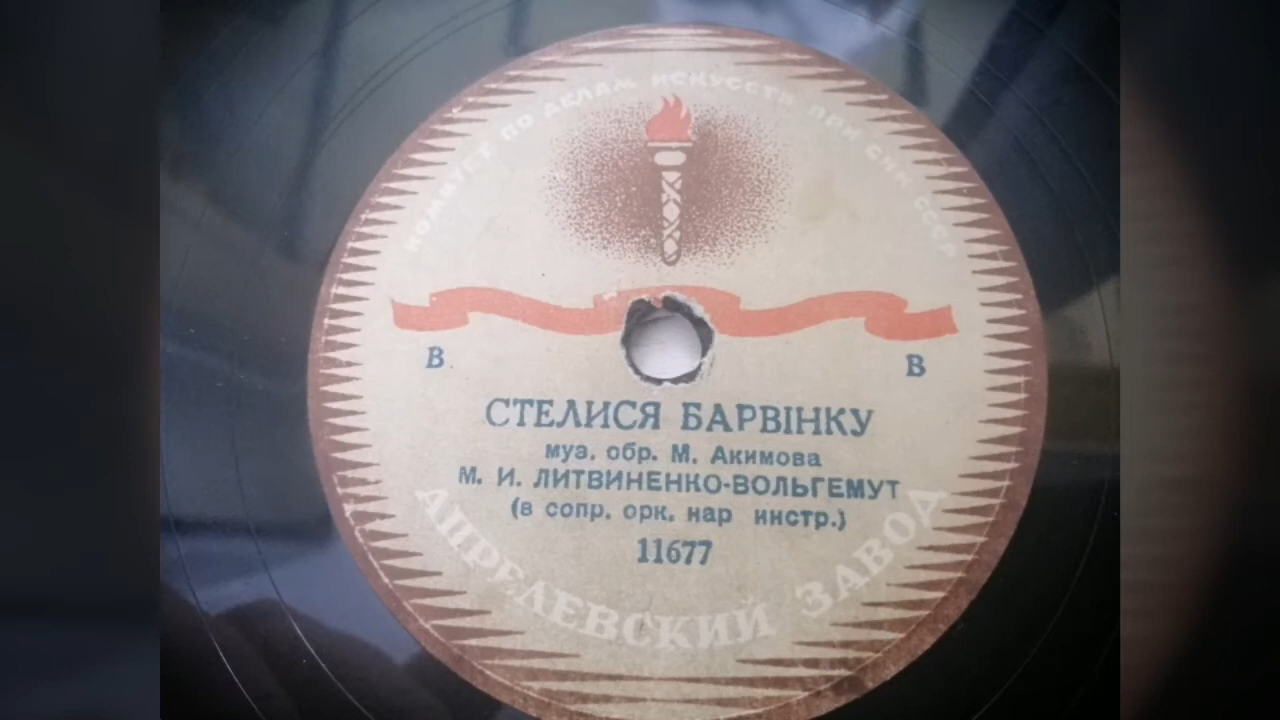 КОМИТЕТ ПО ДЕЛАМ ИСКУССТВ ПРИ СНК СССР
В В
СТЕЛИСЯ БАРВІНКУ
муз. обр. М. Акимова
М. И. ЛИТВИНЕНКО-ВОЛЬГЕМУТ
(в сопр. орк. нар инстр.)
11677
АПРЕЛЕВСКИЙ ЗАВОД